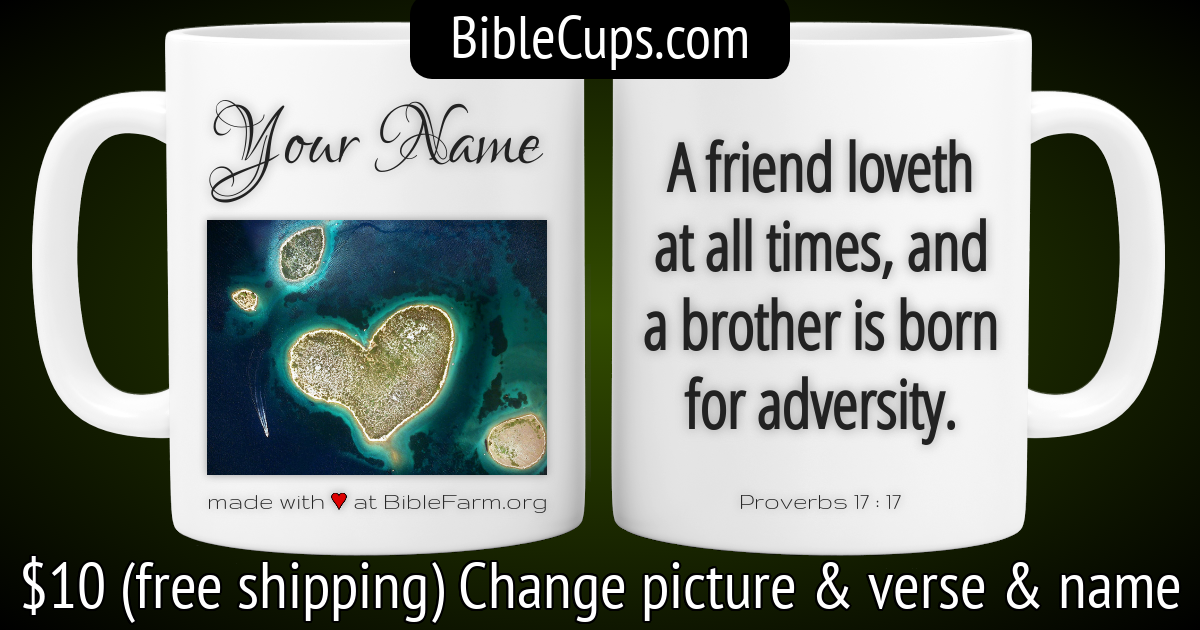 BibleCups.com
Your Name
made with ♥ at BibleFarm.org
A friend loveth
at all times, and
a brother is born
for adversity.
Proverbs 17 : 17
$10 (free shipping) Change picture & verse & name